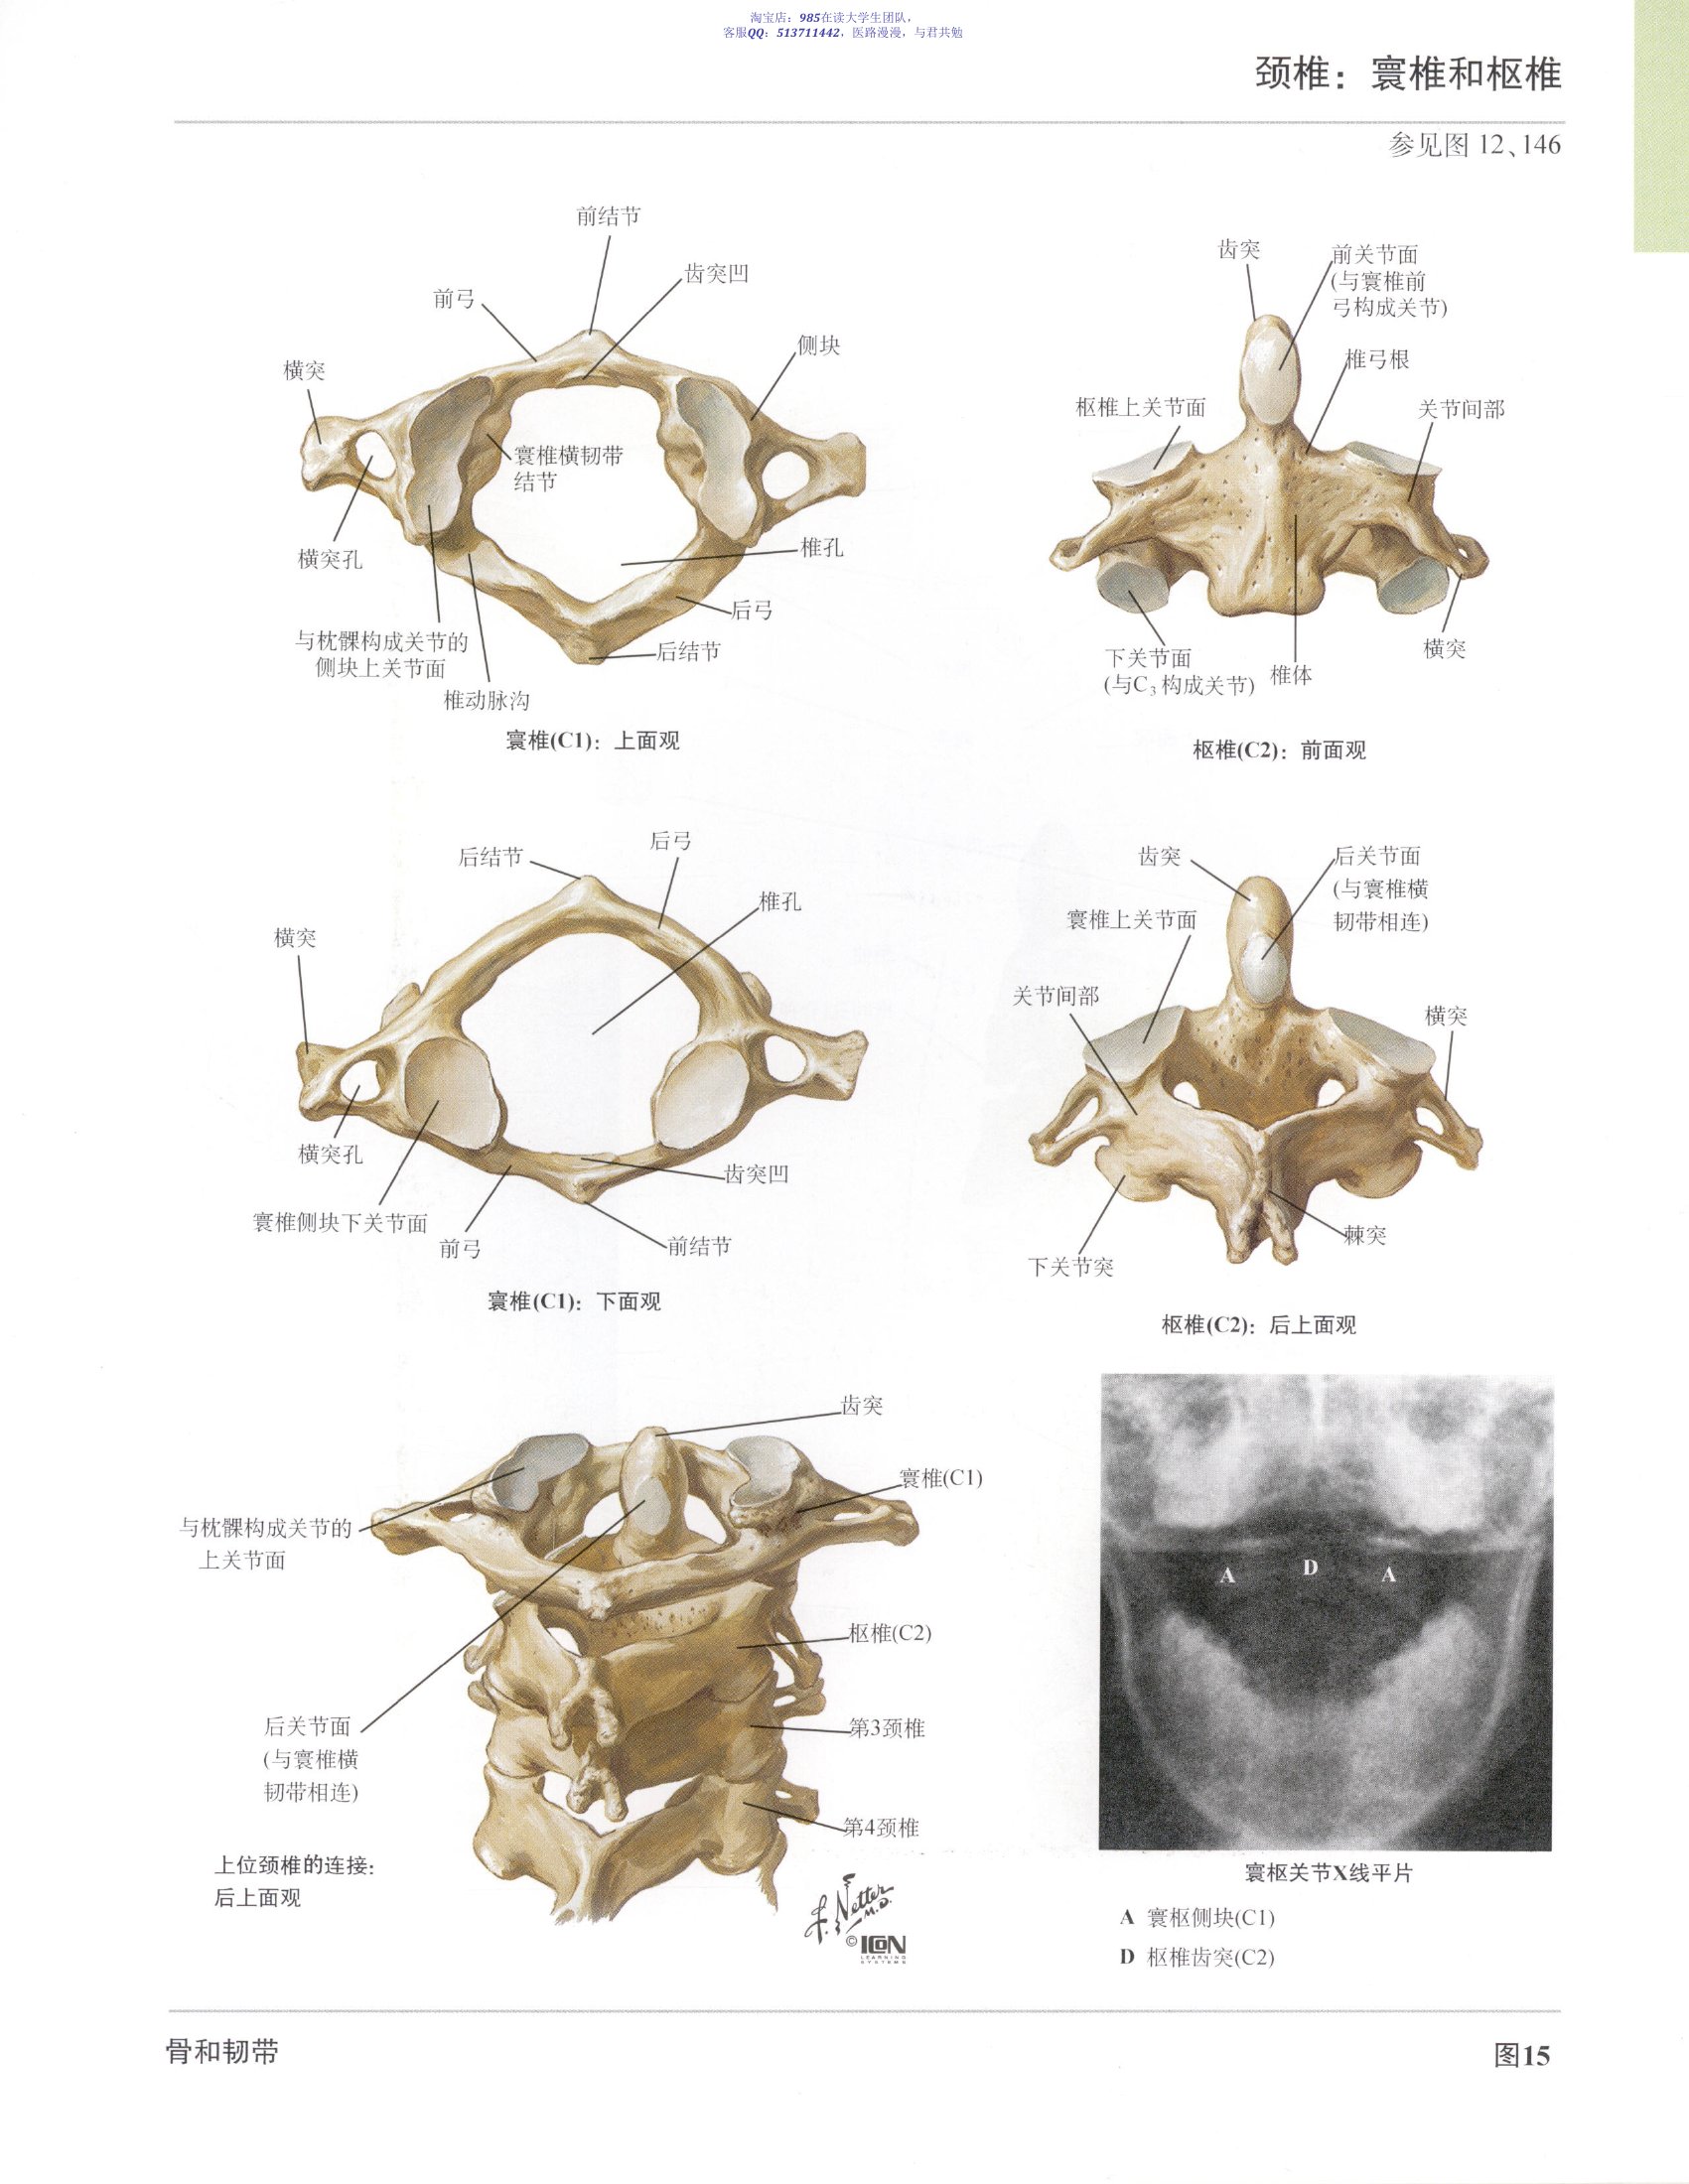 淘宝店：985在读大学生团队，
客服QQ：513711442，医路漫漫，与君共勉
颈椎：寰椎和枢椎
参见图 12、146
前结节
齿突凹
前弓
侧块
横突
寰椎横韧带
结节
横突孔
椎孔
后弓
与枕髁构成关节的
侧块上关节面
后结节
椎动脉沟
寰椎(C1)：上面观
齿突
前关节面
(与寰椎前
弓构成关节)
椎弓根
枢椎上关节面
关节间部
下关节面
(与C₃构成关节)
椎体
横突
枢椎(C2)：前面观
后结节
后弓
椎孔
横突
横突孔
齿突凹
寰椎侧块下关节面
前弓
前结节
寰椎(C1)：下面观
齿突
后关节面
(与寰椎横
韧带相连)
寰椎上关节面
关节间部
横突
棘突
下关节突
枢椎(C2)：后上面观
齿突
寰椎(C1)
与枕髁构成关节的
上关节面
枢椎(C2)
后关节面
(与寰椎横
韧带相连)
第3颈椎
第4颈椎
上位颈椎的连接：
后上面观
F. Netter
M.D.
© ICON
LEARNING
SYSTEMS
A
D
A
寰枢关节X线平片
A 寰枢侧块(C1)
D 枢椎齿突(C2)
骨和韧带
图15